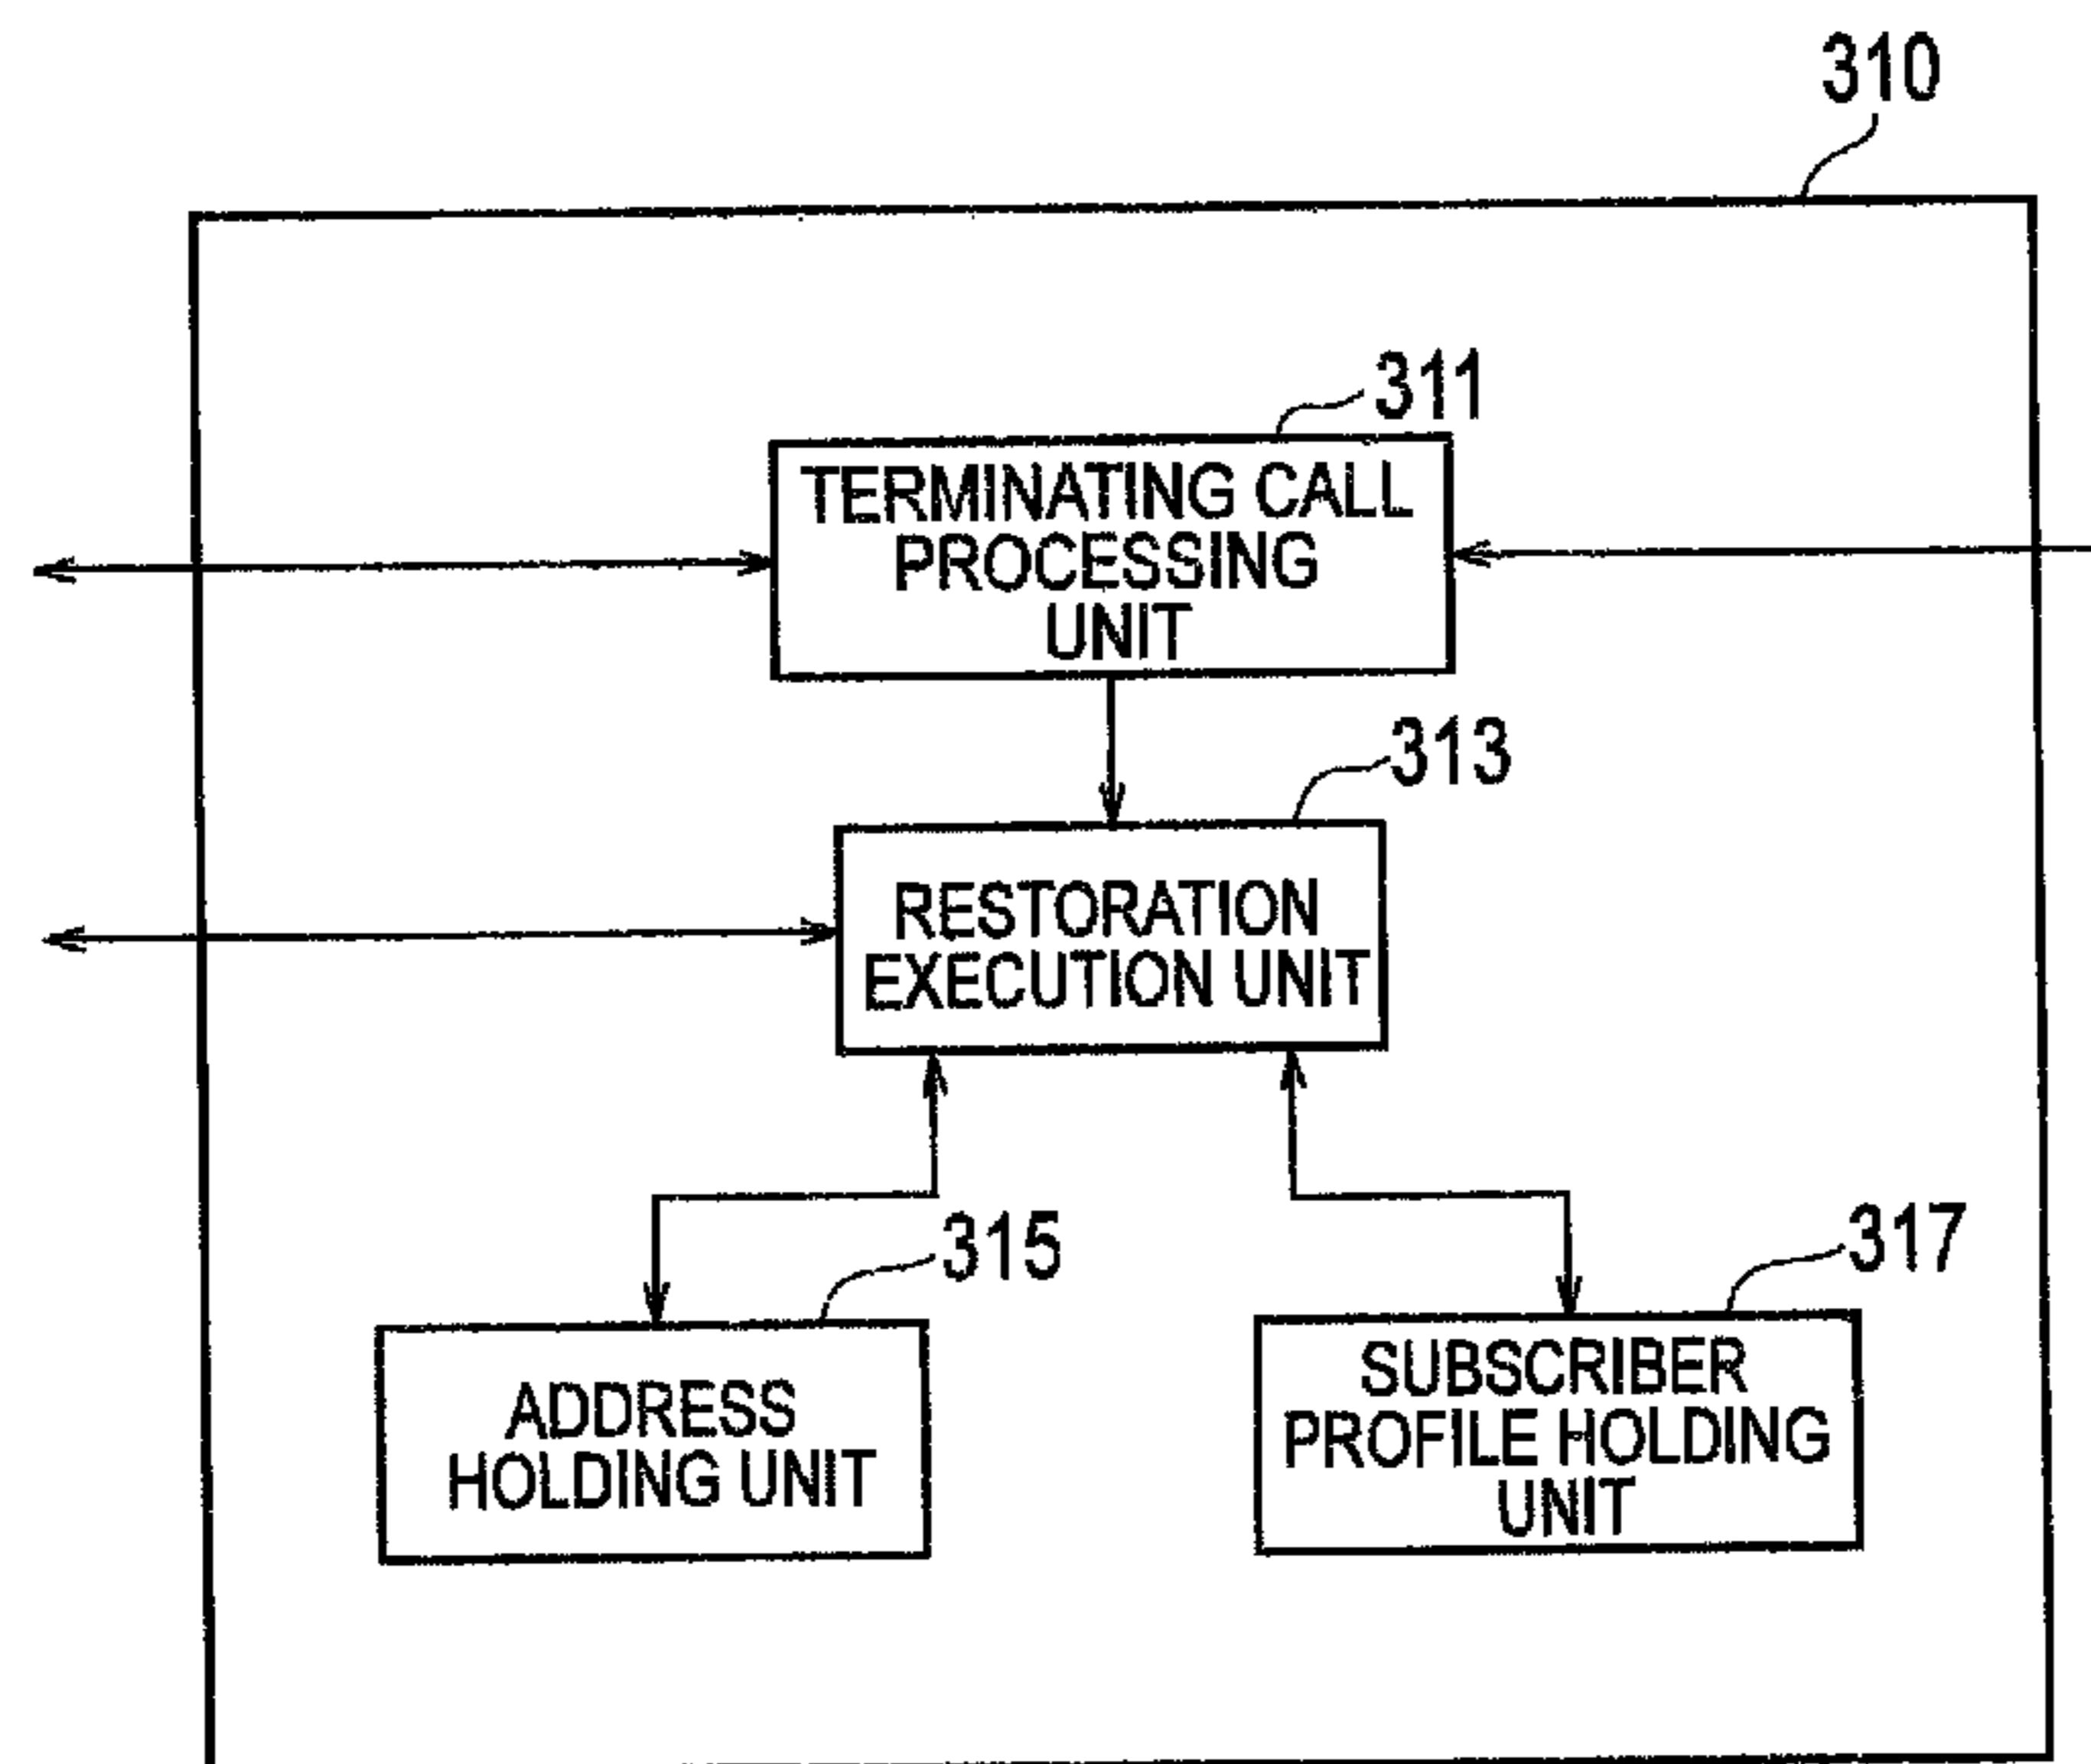 310
311
TERMINATING CALL
PROCESSING
UNIT
313
RESTORATION
EXECUTION UNIT
315
ADDRESS
HOLDING UNIT
317
SUBSCRIBER
PROFILE HOLDING
UNIT